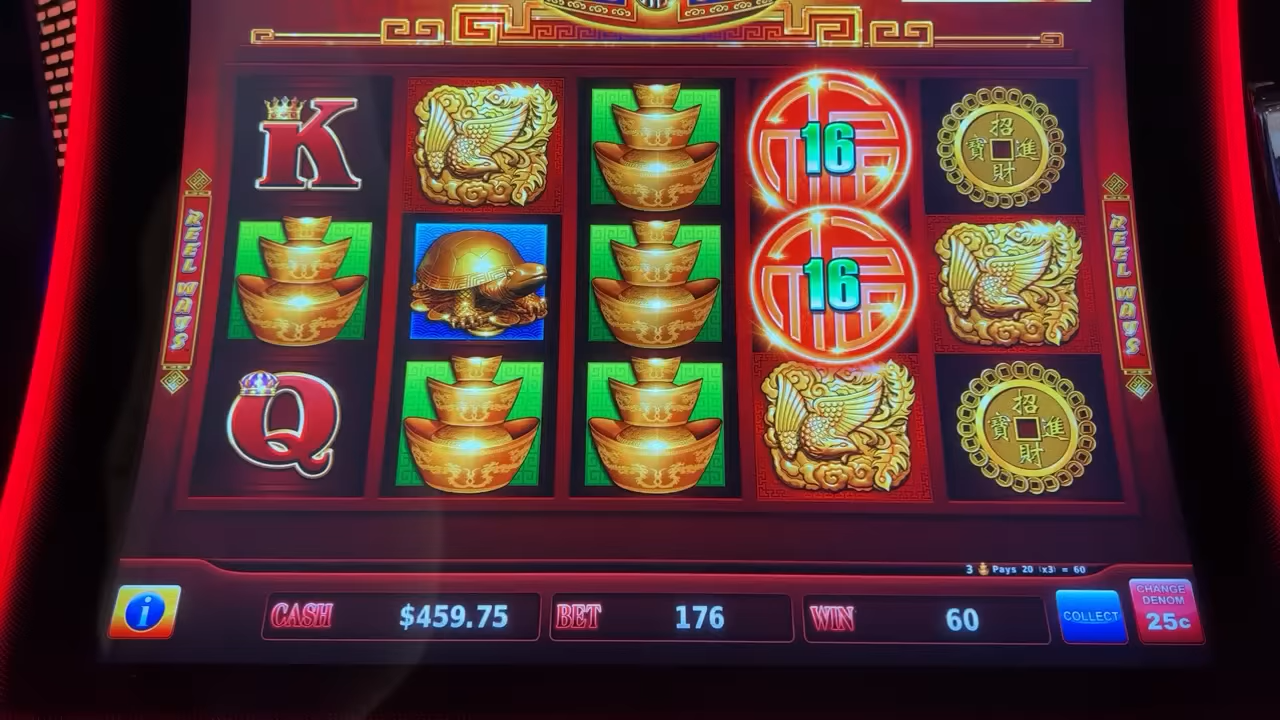 K
16
招
寶 進
財
REEL WAYS
16
REEL WAYS
Q
招
寶 進
財
3 Pays 20 (x3) = 60
i
CASH $459.75
BET 176
WIN 60
COLLECT
CHANGE
DENOM
25¢